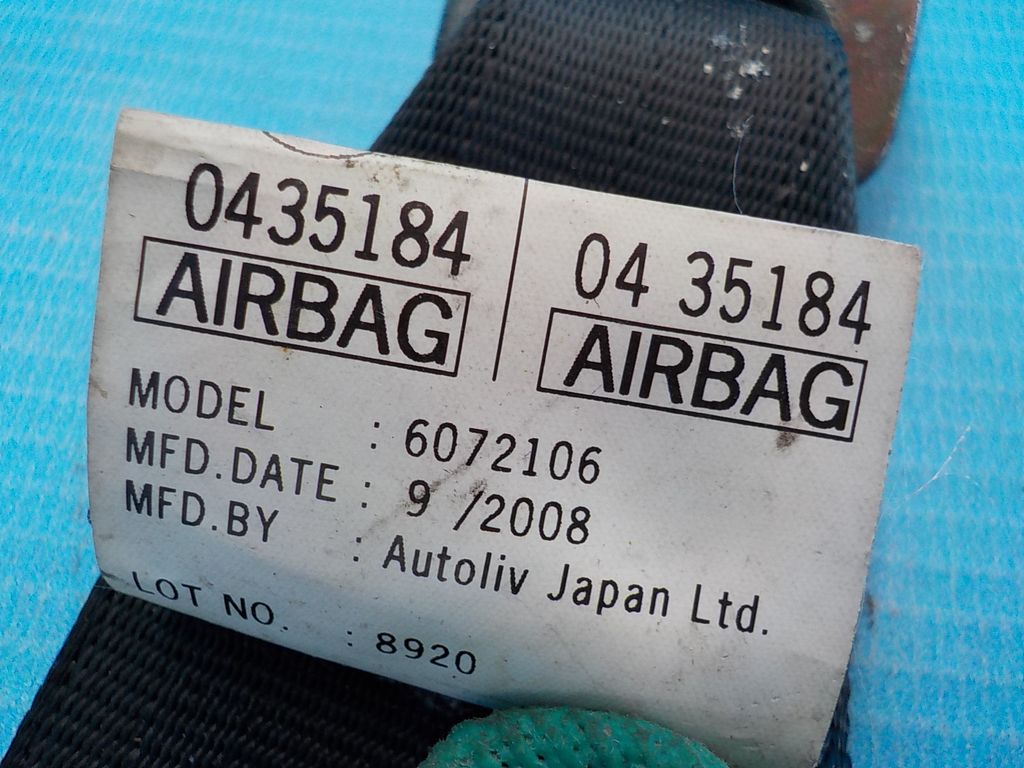 0435184
AIRBAG
04 35184
AIRBAG
MODEL : 6072106
MFD.DATE : 9 /2008
MFD.BY : Autoliv Japan Ltd.
LOT NO. : 8920